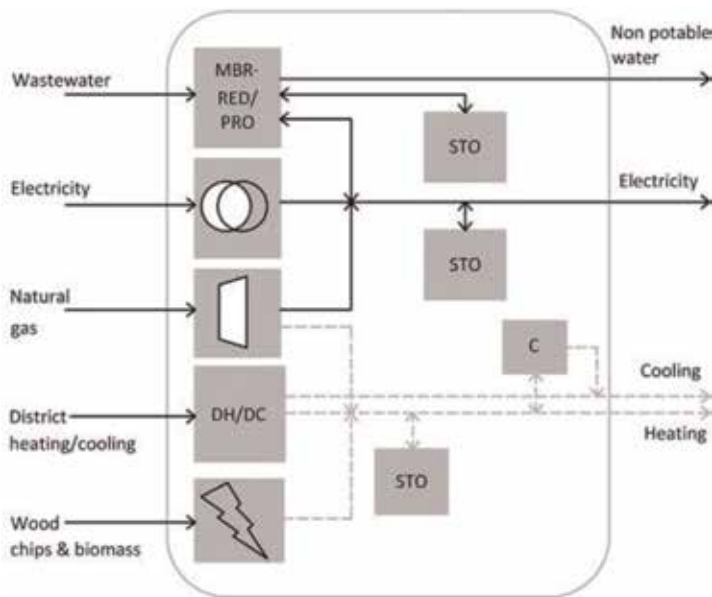 Non potable
water
Wastewater
MBR-
RED/
PRO
STO
Electricity
Electricity
STO
Natural
gas
C
Cooling
District
heating/cooling
DH/DC
Heating
STO
Wood
chips & biomass